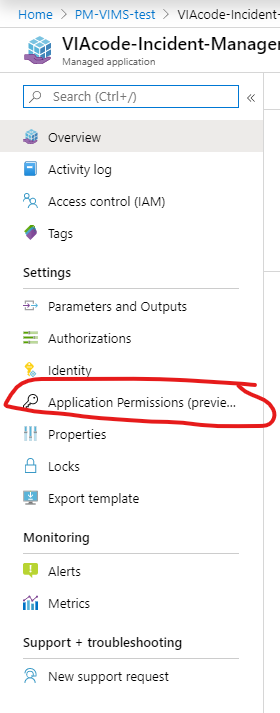 Home > PM-VIMS-test > VIAcode-Incident-
VIAcode-Incident-Manager
Managed application
Search (Ctrl+/)
Overview
Activity log
Access control (IAM)
Tags
Settings
Parameters and Outputs
Authorizations
Identity
Application Permissions (previe...
Properties
Locks
Export template
Monitoring
Alerts
Metrics
Support + troubleshooting
New support request